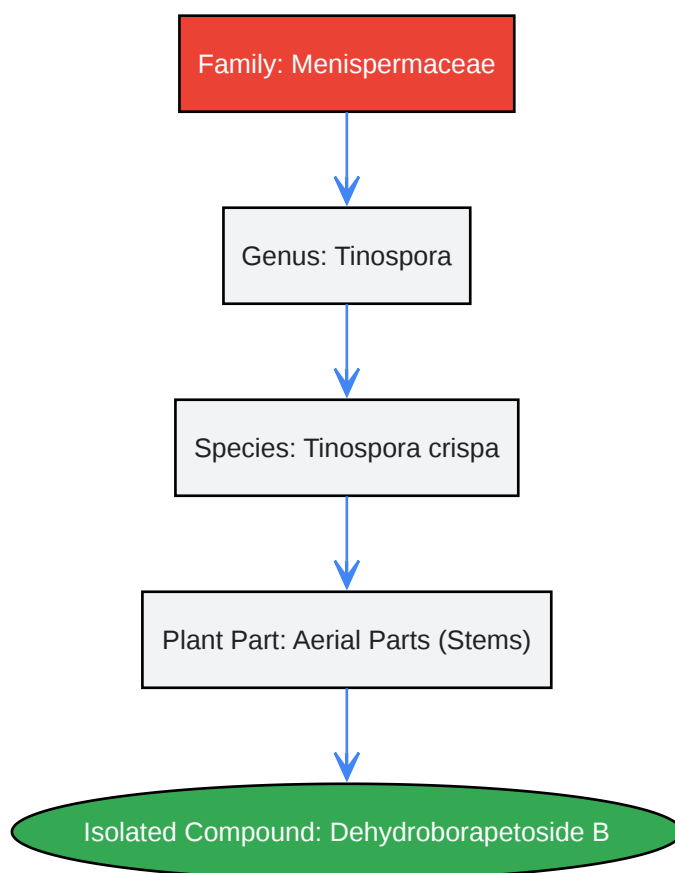 Family: Menispermaceae
Genus: Tinospora
Species: Tinospora crispa
Plant Part: Aerial Parts (Stems)
Isolated Compound: Dehydroborapetoside B